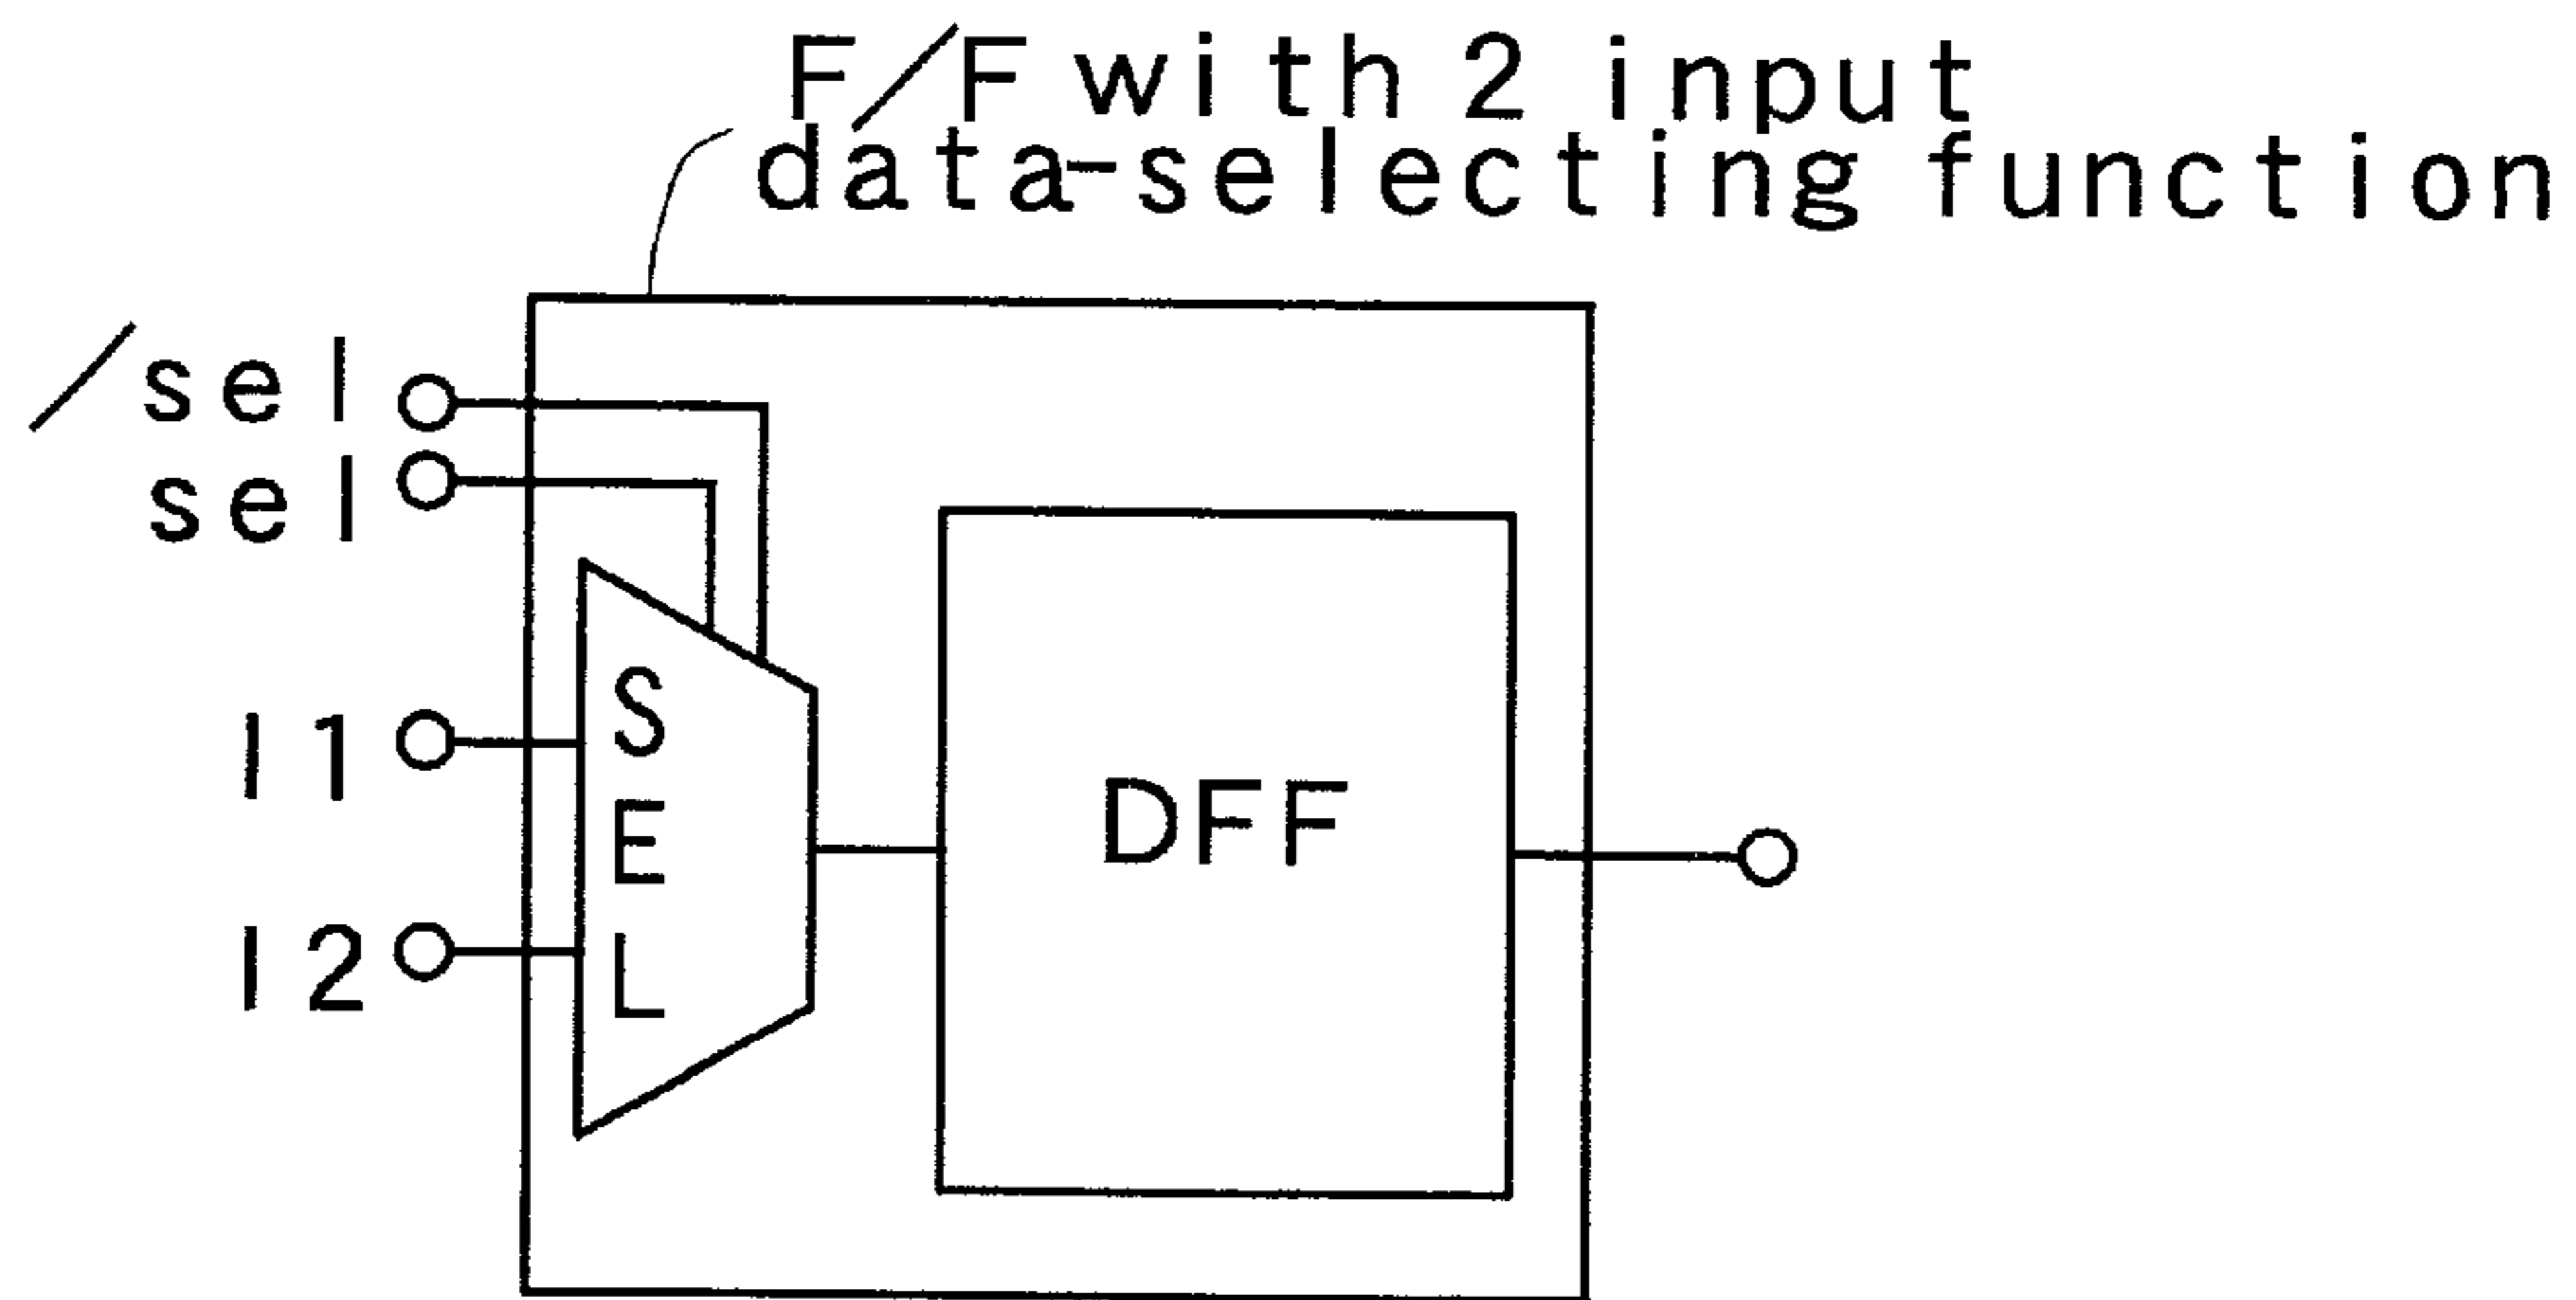 F/F with 2 input
data-selecting function
/sel
sel
I1
I2
SEL
DFF